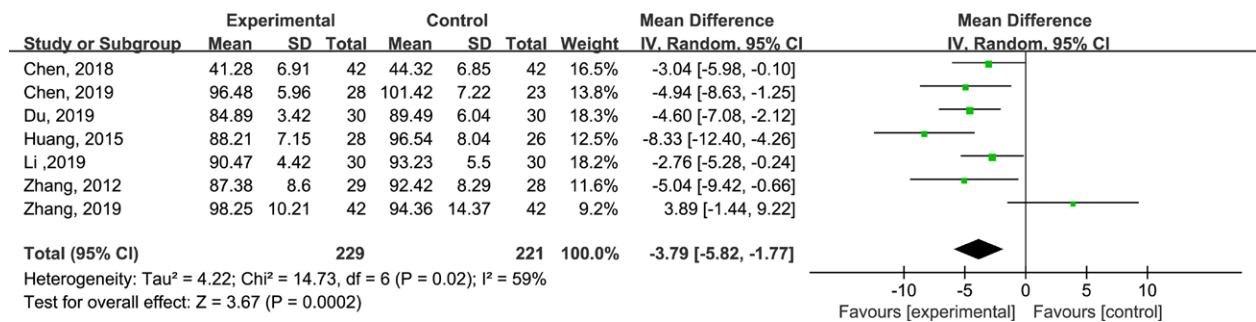 Experimental Control Mean Difference Mean Difference
Study or Subgroup Mean SD Total Mean SD Total Weight IV, Random, 95% CI IV, Random, 95% CI
Chen, 2018 41.28 6.91 42 44.32 6.85 42 16.5% -3.04 [-5.98, -0.10]
Chen, 2019 96.48 5.96 28 101.42 7.22 23 13.8% -4.94 [-8.63, -1.25]
Du, 2019 84.89 3.42 30 89.49 6.04 30 18.3% -4.60 [-7.08, -2.12]
Huang, 2015 88.21 7.15 28 96.54 8.04 26 12.5% -8.33 [-12.40, -4.26]
Li ,2019 90.47 4.42 30 93.23 5.5 30 18.2% -2.76 [-5.28, -0.24]
Zhang, 2012 87.38 8.6 29 92.42 8.29 28 11.6% -5.04 [-9.42, -0.66]
Zhang, 2019 98.25 10.21 42 94.36 14.37 42 9.2% 3.89 [-1.44, 9.22]
Total (95% CI) 229 221 100.0% -3.79 [-5.82, -1.77]
Heterogeneity: Tau² = 4.22; Chi² = 14.73, df = 6 (P = 0.02); I² = 59%
Test for overall effect: Z = 3.67 (P = 0.0002)
-10 -5 0 5 10
Favours [experimental] Favours [control]